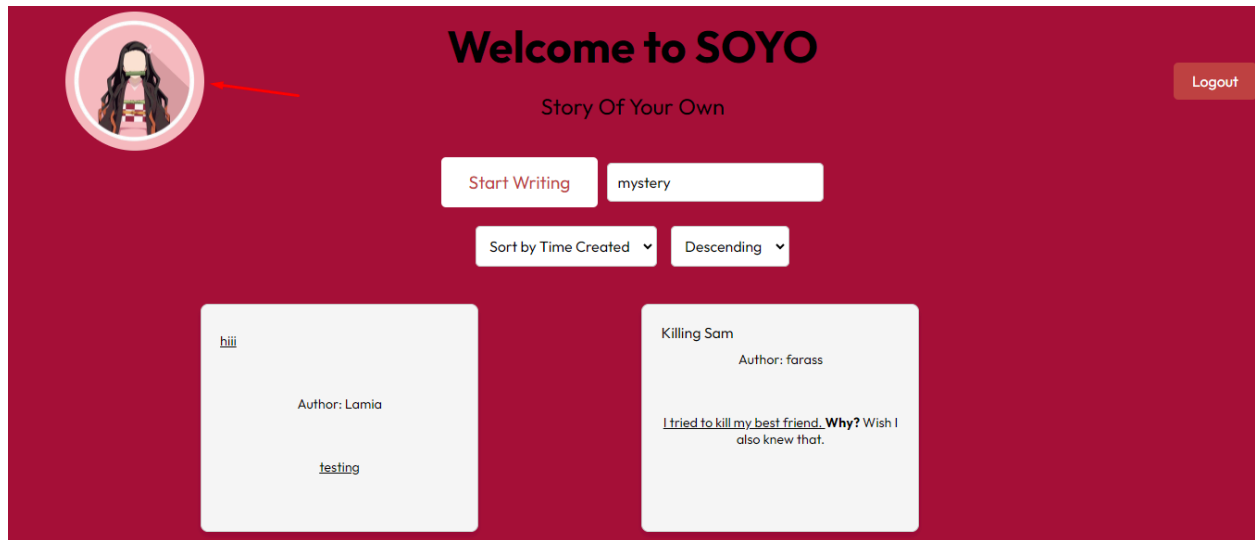 Welcome to SOYO
Logout
Story Of Your Own
Start Writing
mystery
Sort by Time Created
Descending
hiii
Author: Lamia
testing
Killing Sam
Author: farass
I tried to kill my best friend. Why? Wish I
also knew that.